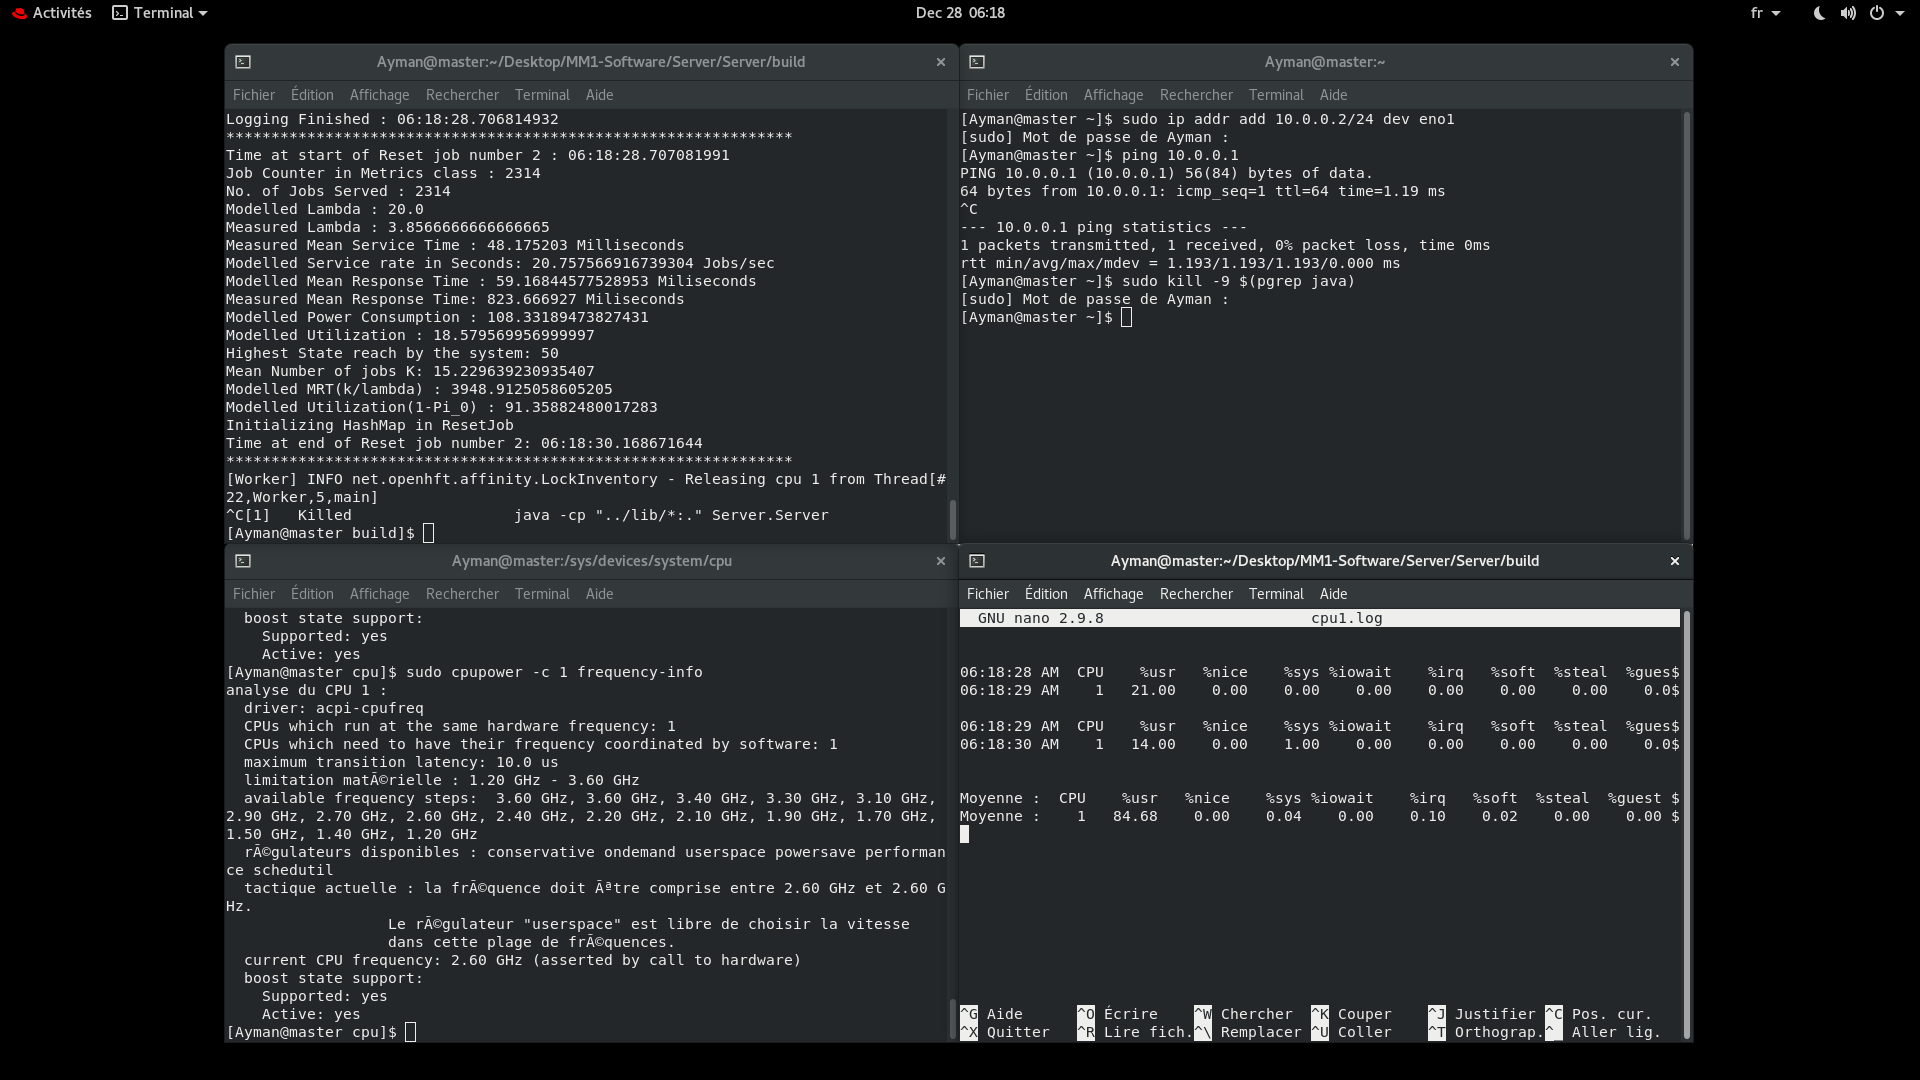 Activités Terminal Dec 28 06:18 fr
Ayman@master:~/Desktop/MM1-Software/Server/Server/build
Fichier Édition Affichage Rechercher Terminal Aide
Logging Finished : 06:18:28.706814932
***************************************************************
Time at start of Reset job number 2 : 06:18:28.707081991
Job Counter in Metrics class : 2314
No. of Jobs Served : 2314
Modelled Lambda : 20.0
Measured Lambda : 3.8566666666666665
Measured Mean Service Time : 48.175203 Milliseconds
Modelled Service rate in Seconds: 20.757566916739304 Jobs/sec
Modelled Mean Response Time : 59.16844577528953 Miliseconds
Measured Mean Response Time: 823.666927 Miliseconds
Modelled Power Consumption : 108.33189473827431
Modelled Utilization : 18.579569956999997
Highest State reach by the system: 50
Mean Number of jobs K: 15.229639230935407
Modelled MRT(k/lambda) : 3948.9125058605205
Modelled Utilization(1-Pi_0) : 91.35882480017283
Initializing HashMap in ResetJob
Time at end of Reset job number 2: 06:18:30.168671644
***************************************************************
[Worker] INFO net.openhft.affinity.LockInventory - Releasing cpu 1 from Thread[#
22,Worker,5,main]
^C[1]   Killed                  java -cp "../lib/*:." Server.Server
[Ayman@master build]$
Ayman@master:~
Fichier Édition Affichage Rechercher Terminal Aide
[Ayman@master ~]$ sudo ip addr add 10.0.0.2/24 dev eno1
[sudo] Mot de passe de Ayman :
[Ayman@master ~]$ ping 10.0.0.1
PING 10.0.0.1 (10.0.0.1) 56(84) bytes of data.
64 bytes from 10.0.0.1: icmp_seq=1 ttl=64 time=1.19 ms
^C
--- 10.0.0.1 ping statistics ---
1 packets transmitted, 1 received, 0% packet loss, time 0ms
rtt min/avg/max/mdev = 1.193/1.193/1.193/0.000 ms
[Ayman@master ~]$ sudo kill -9 $(pgrep java)
[sudo] Mot de passe de Ayman :
[Ayman@master ~]$
Ayman@master:/sys/devices/system/cpu
Fichier Édition Affichage Rechercher Terminal Aide
boost state support:
Supported: yes
Active: yes
[Ayman@master cpu]$ sudo cpupower -c 1 frequency-info
analyse du CPU 1 :
driver: acpi-cpufreq
CPUs which run at the same hardware frequency: 1
CPUs which need to have their frequency coordinated by software: 1
maximum transition latency: 10.0 us
limitation matÃ©rielle : 1.20 GHz - 3.60 GHz
available frequency steps:  3.60 GHz, 3.60 GHz, 3.40 GHz, 3.30 GHz, 3.10 GHz,
2.90 GHz, 2.70 GHz, 2.60 GHz, 2.40 GHz, 2.20 GHz, 2.10 GHz, 1.90 GHz, 1.70 GHz,
1.50 GHz, 1.40 GHz, 1.20 GHz
rÃ©gulateurs disponibles : conservative ondemand userspace powersave performan
ce schedutil
tactique actuelle : la frÃ©quence doit Ãªtre comprise entre 2.60 GHz et 2.60 G
Hz.
Le rÃ©gulateur "userspace" est libre de choisir la vitesse
dans cette plage de frÃ©quences.
current CPU frequency: 2.60 GHz (asserted by call to hardware)
boost state support:
Supported: yes
Active: yes
[Ayman@master cpu]$
Ayman@master:~/Desktop/MM1-Software/Server/Server/build
Fichier Édition Affichage Rechercher Terminal Aide
GNU nano 2.9.8 cpu1.log
06:18:28 AM  CPU    %usr   %nice    %sys %iowait    %irq   %soft  %steal  %gues$
06:18:29 AM    1   21.00    0.00    0.00    0.00    0.00    0.00    0.00    0.0$
06:18:29 AM  CPU    %usr   %nice    %sys %iowait    %irq   %soft  %steal  %gues$
06:18:30 AM    1   14.00    0.00    1.00    0.00    0.00    0.00    0.00    0.0$
Moyenne :  CPU    %usr   %nice    %sys %iowait    %irq   %soft  %steal  %guest $
Moyenne :    1   84.68    0.00    0.04    0.00    0.10    0.02    0.00    0.00 $
^G Aide ^O Écrire ^W Chercher ^K Couper ^J Justifier ^C Pos. cur.
^X Quitter ^R Lire fich. ^\ Remplacer ^U Coller ^T Orthograp. ^_ Aller lig.